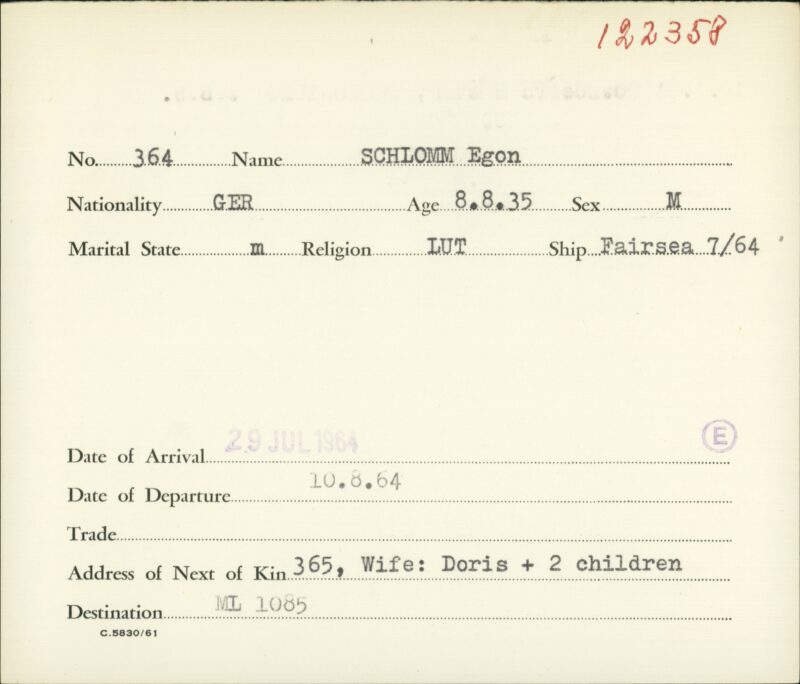 122358
No. 364 Name SCHLOMM Egon
Nationality GER Age 8.8.35 Sex M
Marital State m Religion LUT Ship Fairsea 7/64
E
Date of Arrival 29 JUL 1964
Date of Departure 10.8.64
Trade
Address of Next of Kin 365, Wife: Doris + 2 children
Destination ML 1085
C.5830/61